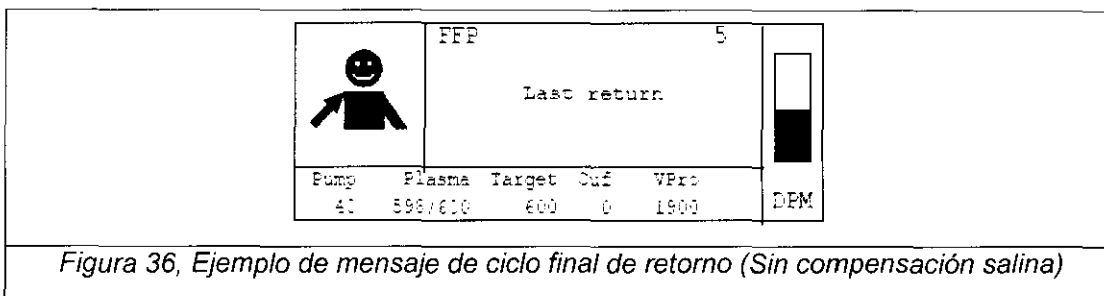 FFP 5
Last return
Pump Plasma Target Cuf VPro
40 598/600 600 0 1900
DPM
Figura 36, Ejemplo de mensaje de ciclo final de retorno (Sin compensación salina)